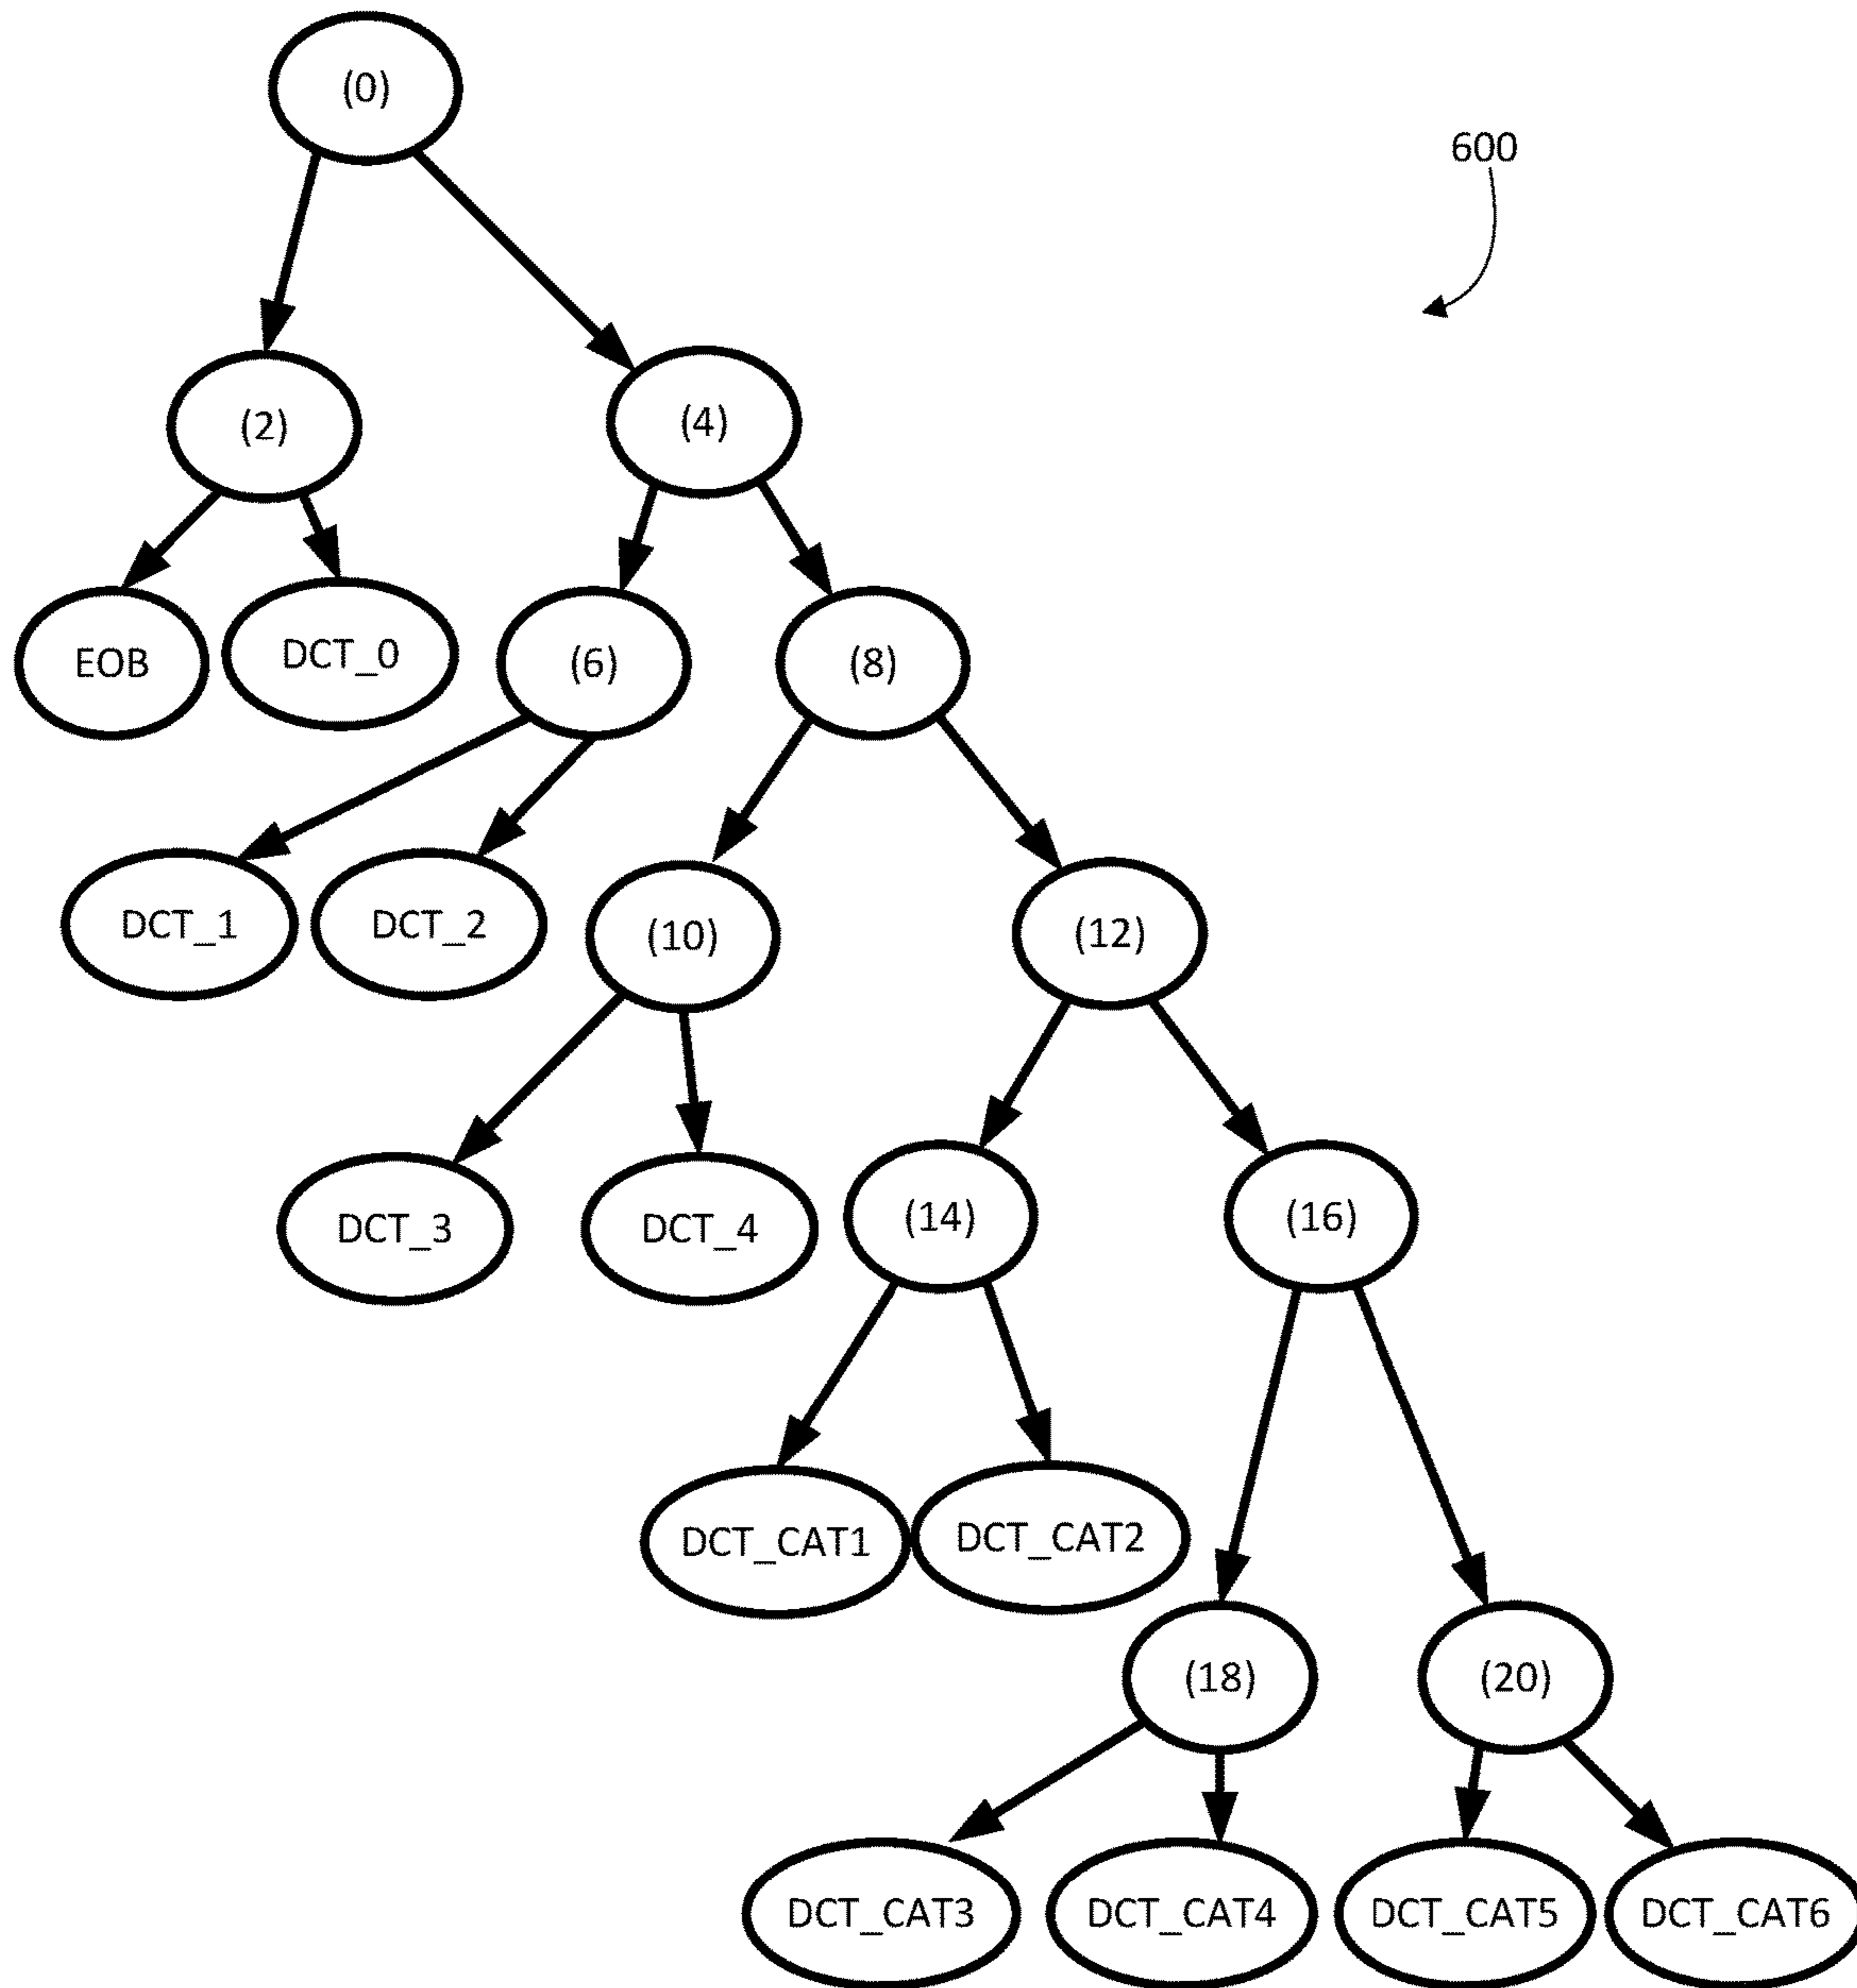 (0)
600
(2)
(4)
EOB
DCT_0
(6)
(8)
DCT_1
DCT_2
(10)
(12)
DCT_3
DCT_4
(14)
(16)
DCT_CAT1
DCT_CAT2
(18)
(20)
DCT_CAT3
DCT_CAT4
DCT_CAT5
DCT_CAT6